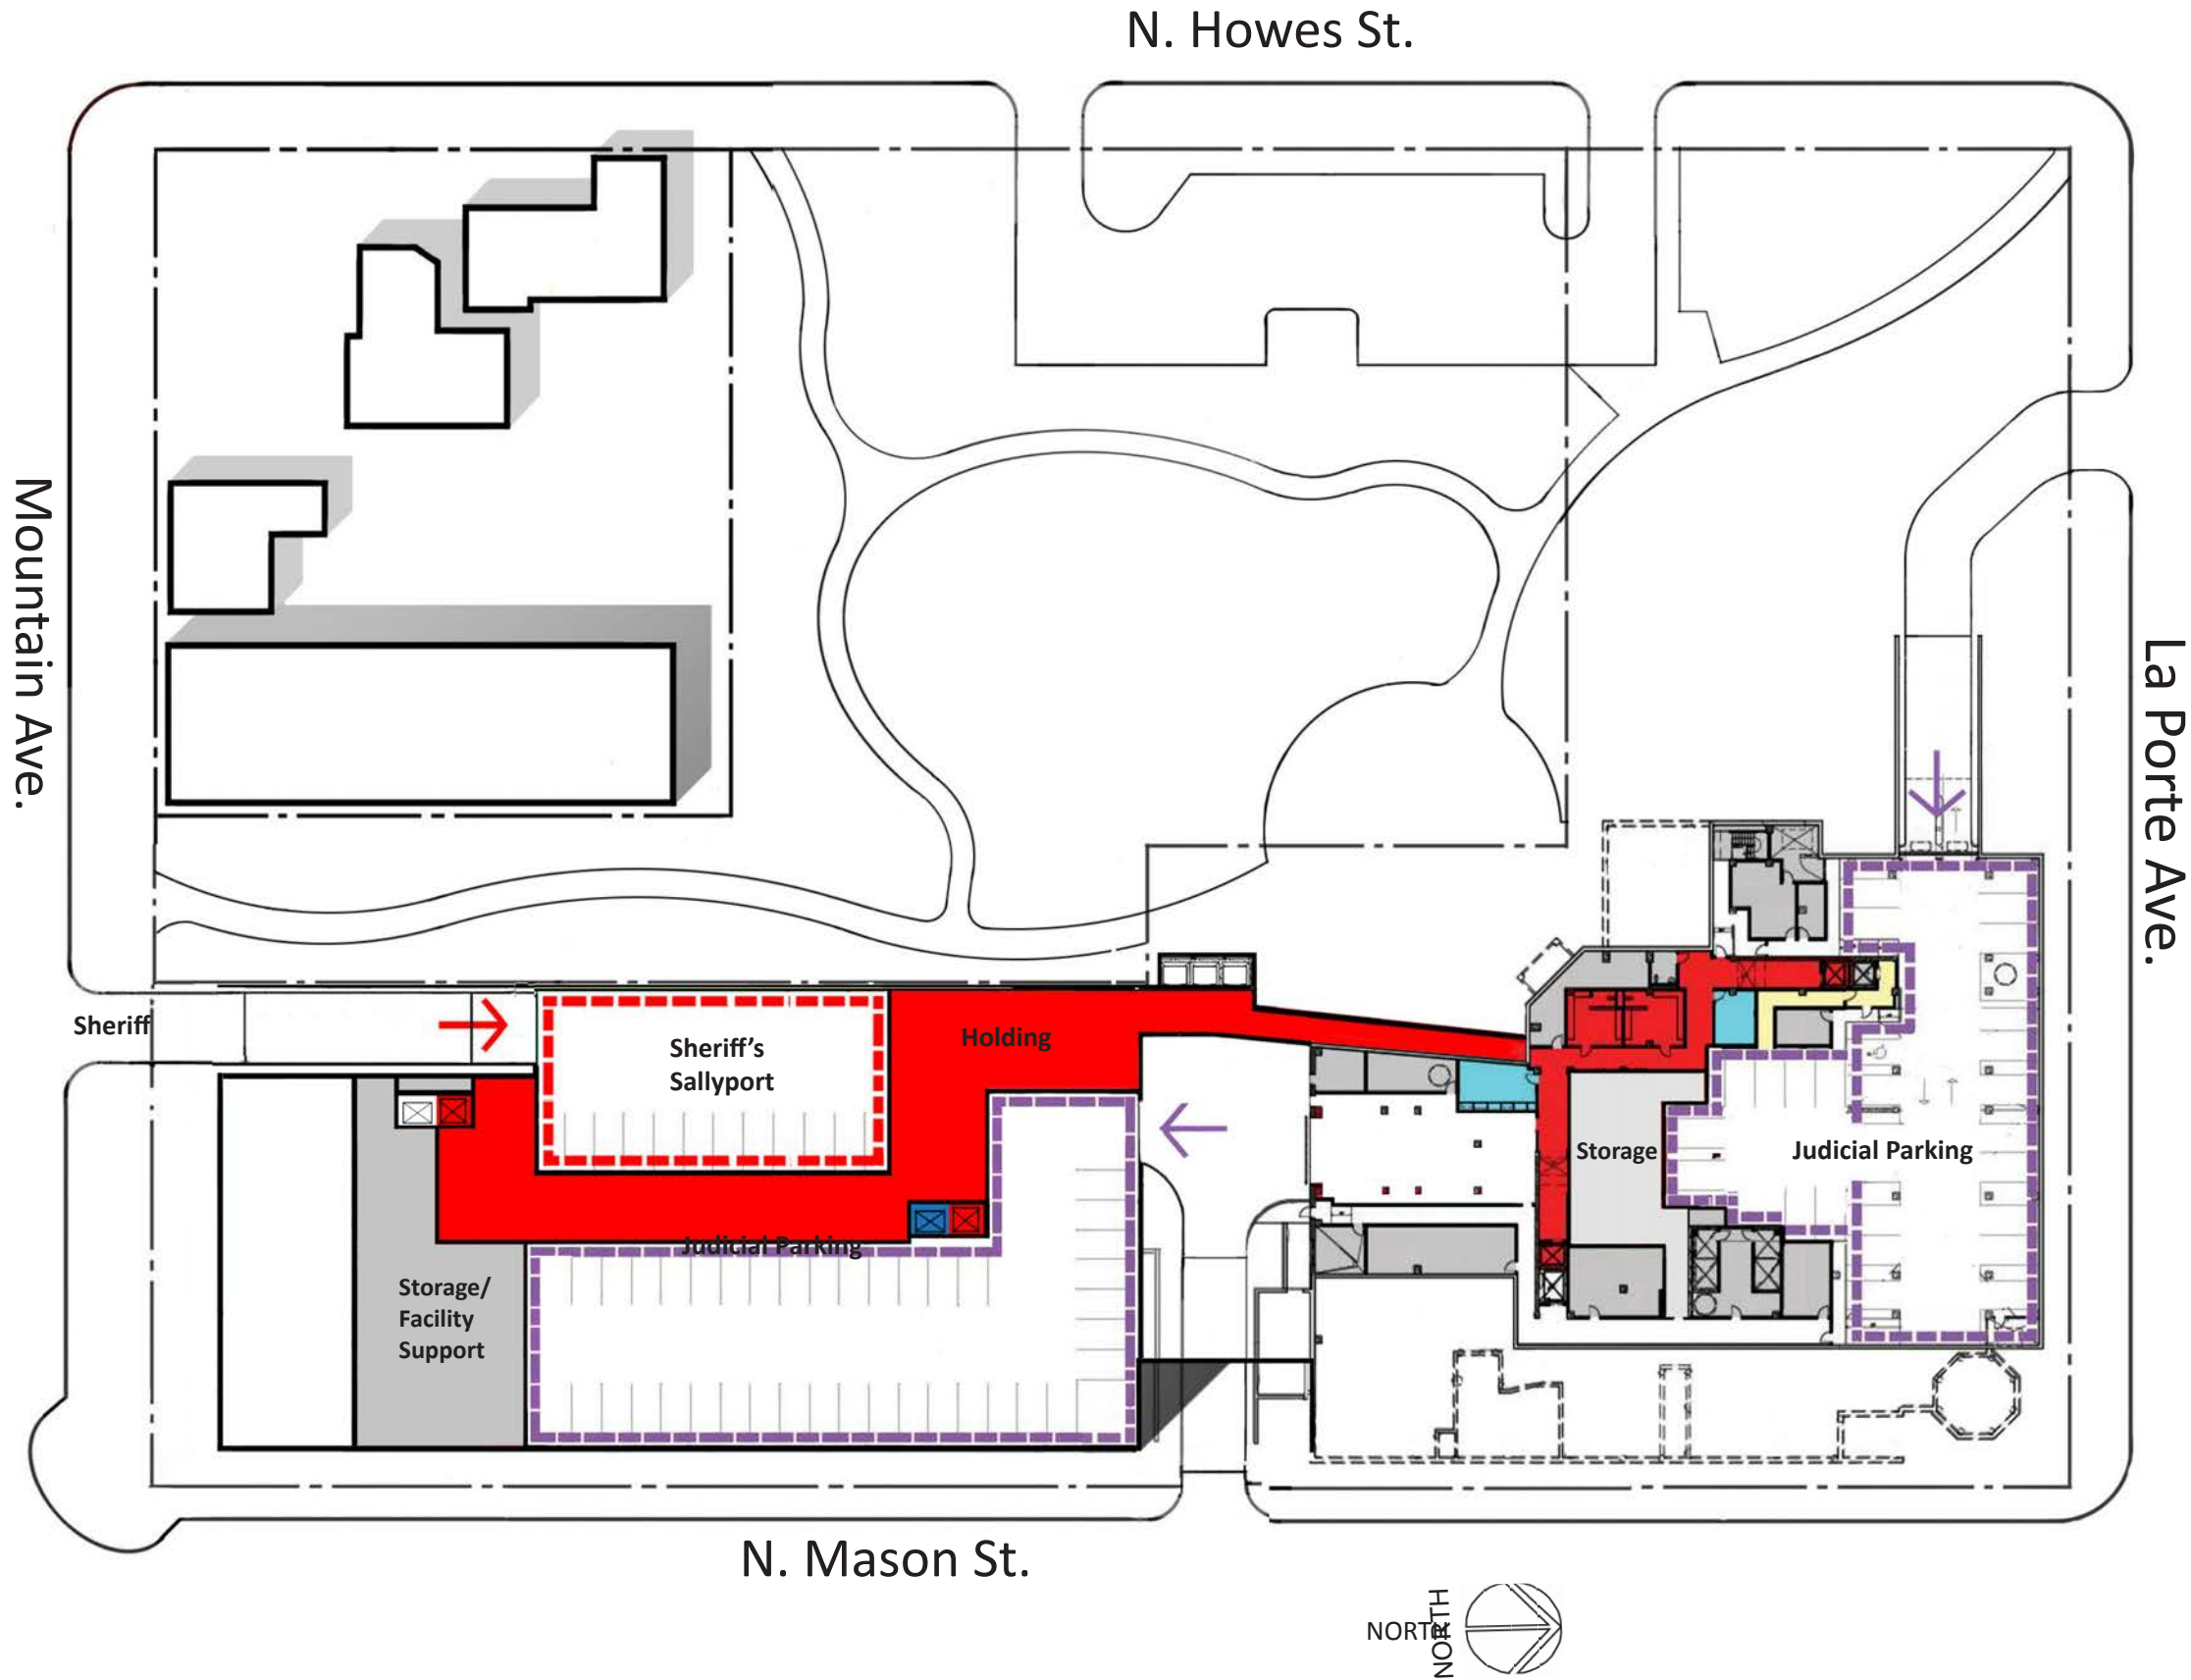 N. Howes St.
Mountain Ave.
La Porte Ave.
Sheriff
Sheriff's
Sallyport
Holding
Storage
Judicial Parking
Judicial Parking
Storage/
Facility
Support
N. Mason St.
NORTH
NORTH